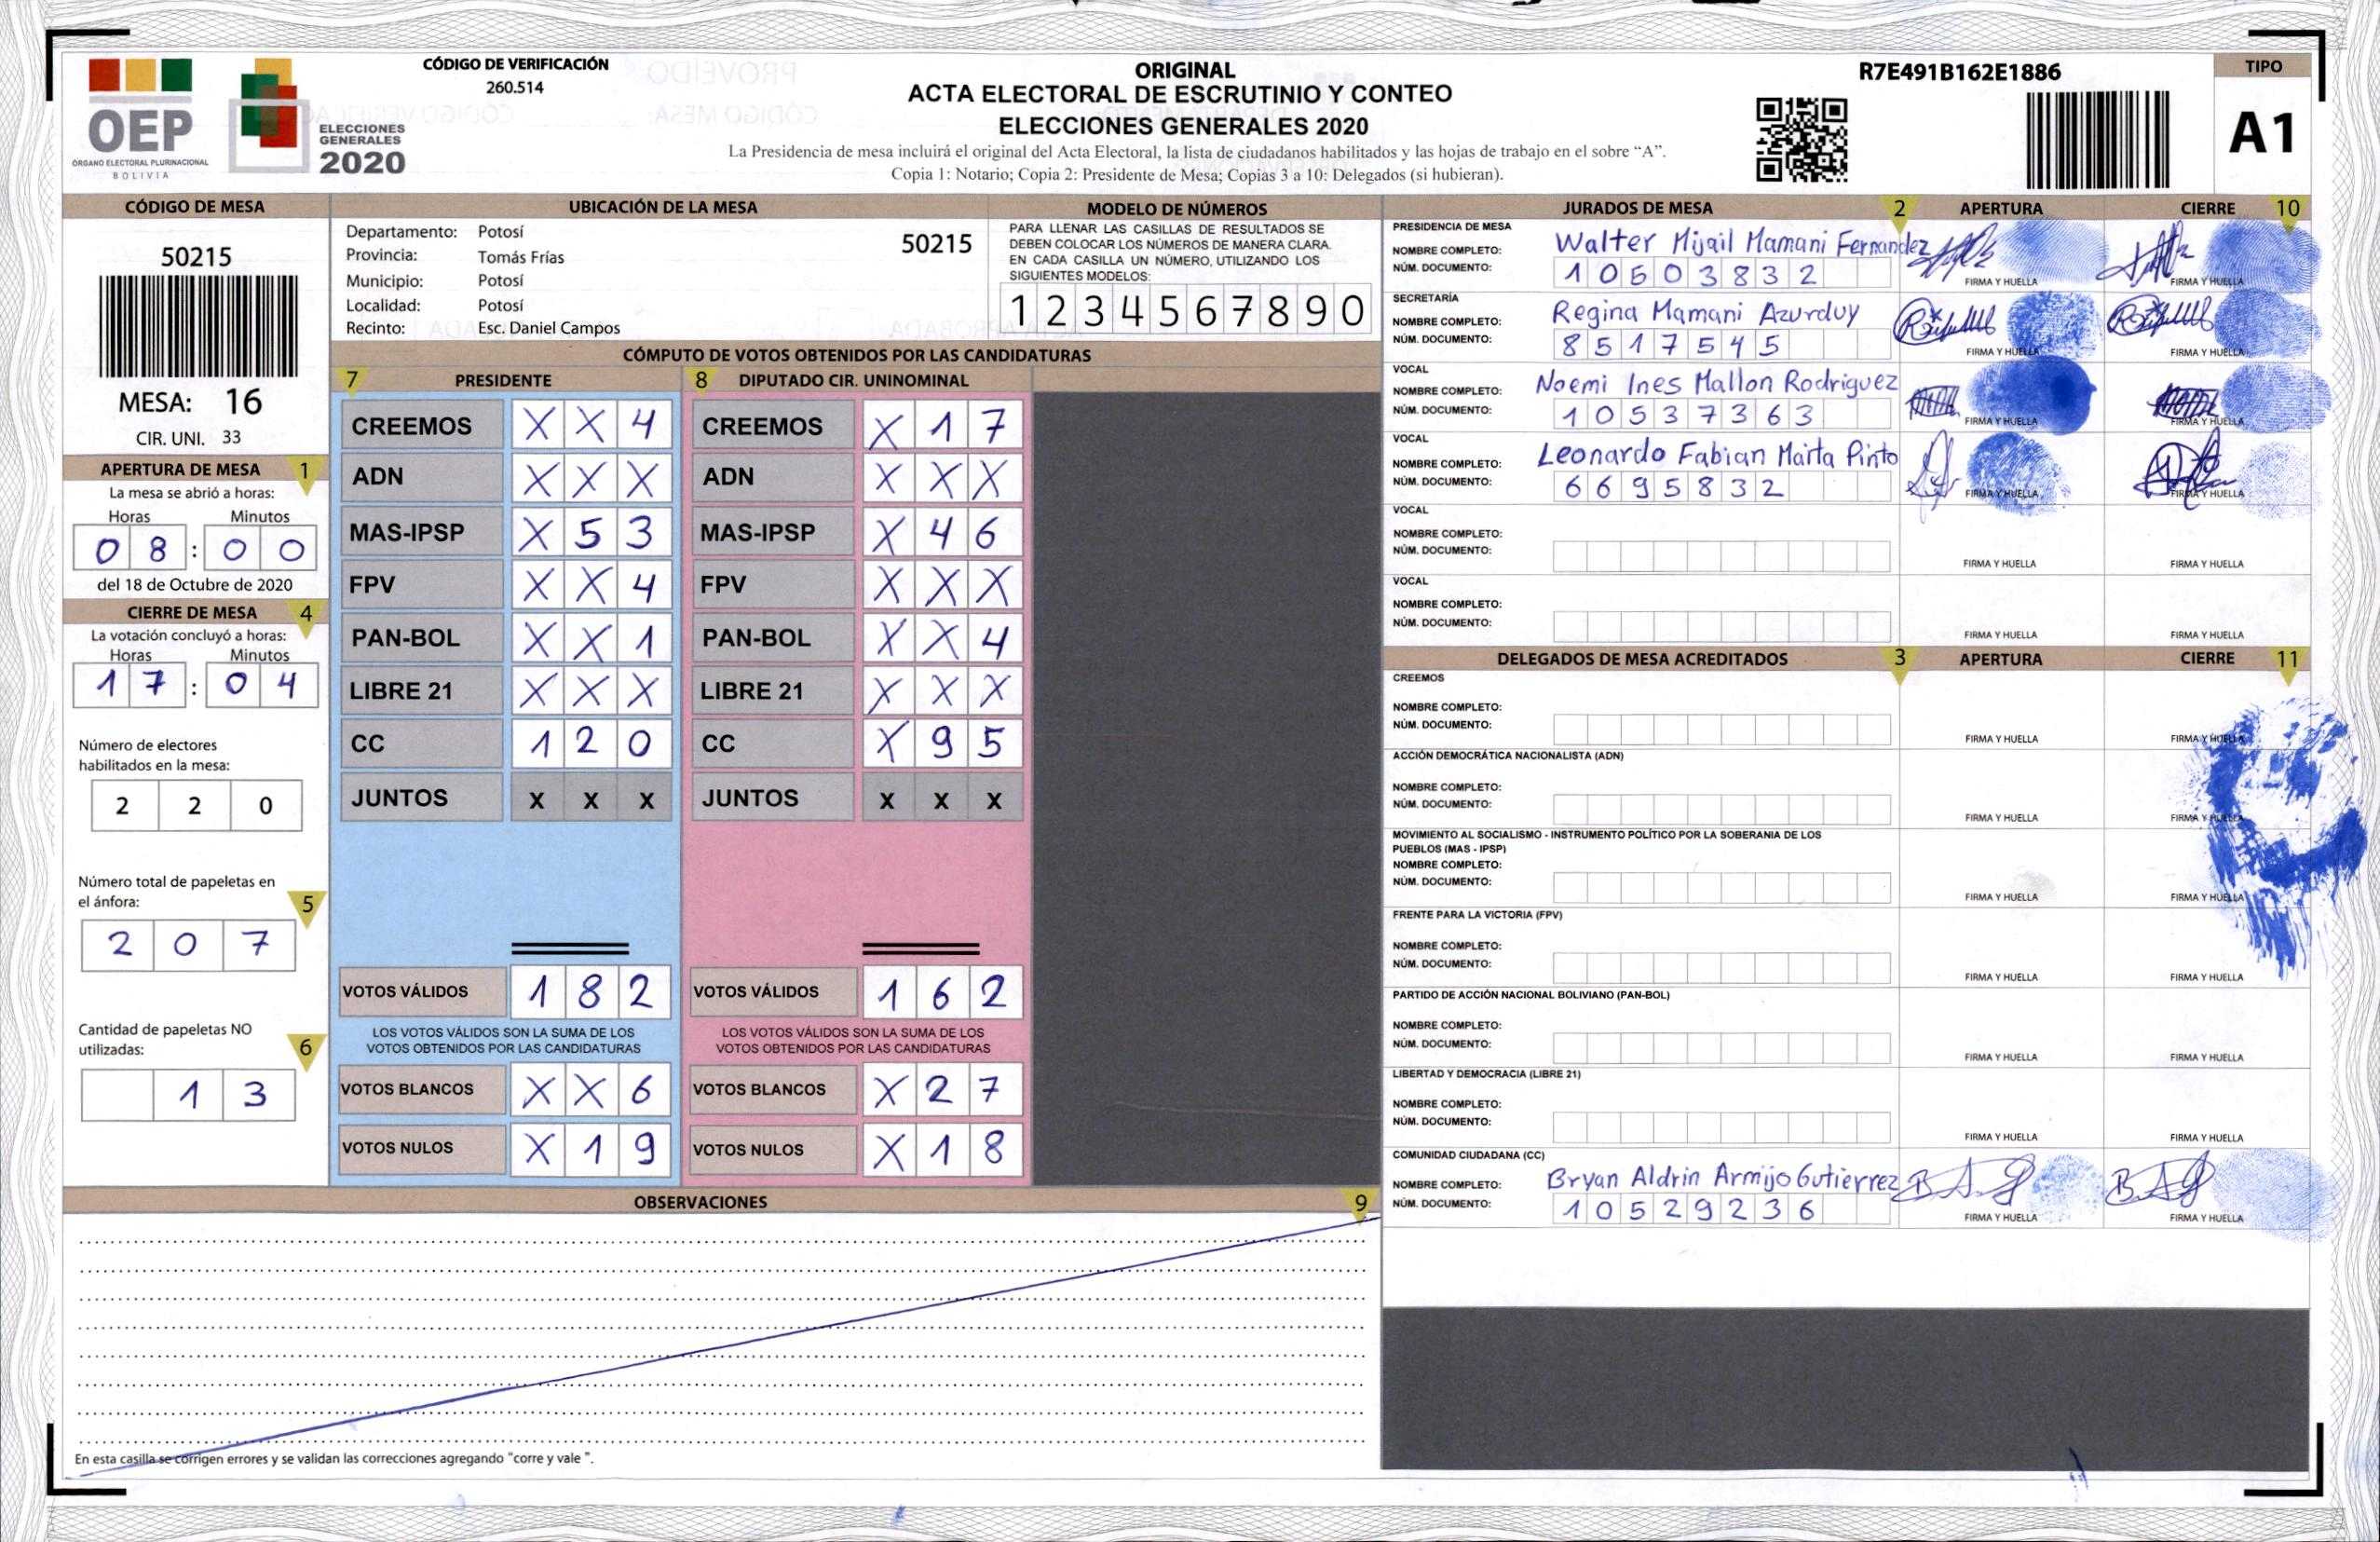 CÓDIGO DE VERIFICACIÓN
260.514
OEP
ÓRGANO ELECTORAL PLURINACIONAL
BOLIVIA
ELECCIONES
GENERALES
2020
ORIGINAL
ACTA ELECTORAL DE ESCRUTINIO Y CONTEO
ELECCIONES GENERALES 2020
La Presidencia de mesa incluirá el original del Acta Electoral, la lista de ciudadanos habilitados y las hojas de trabajo en el sobre “A”.
Copia 1: Notario; Copia 2: Presidente de Mesa; Copias 3 a 10: Delegados (si hubieran).
R7E491B162E1886
TIPO
A1
CÓDIGO DE MESA
50215
MESA: 16
CIR. UNI. 33
APERTURA DE MESA 1
La mesa se abrió a horas:
Horas Minutos
0 8 : 0 0
del 18 de Octubre de 2020
CIERRE DE MESA 4
La votación concluyó a horas:
Horas Minutos
1 7 : 0 4
Número de electores
habilitados en la mesa:
2 2 0
Número total de papeletas en
el ánfora: 5
2 0 7
Cantidad de papeletas NO
utilizadas: 6
1 3
UBICACIÓN DE LA MESA
Departamento: Potosí
50215
Provincia: Tomás Frías
Municipio: Potosí
Localidad: Potosí
Recinto: Esc. Daniel Campos
MODELO DE NÚMEROS
PARA LLENAR LAS CASILLAS DE RESULTADOS SE
DEBEN COLOCAR LOS NÚMEROS DE MANERA CLARA.
EN CADA CASILLA UN NÚMERO, UTILIZANDO LOS
SIGUIENTES MODELOS:
1 2 3 4 5 6 7 8 9 0
CÓMPUTO DE VOTOS OBTENIDOS POR LAS CANDIDATURAS
7 PRESIDENTE 8 DIPUTADO CIR. UNINOMINAL
CREEMOS X X 4 CREEMOS X 1 7
ADN X X X ADN X X X
MAS-IPSP X 5 3 MAS-IPSP X 4 6
FPV X X 4 FPV X X X
PAN-BOL X X 1 PAN-BOL X X 4
LIBRE 21 X X X LIBRE 21 X X X
CC 1 2 0 CC X 9 5
JUNTOS X X X JUNTOS X X X
VOTOS VÁLIDOS 1 8 2 VOTOS VÁLIDOS 1 6 2
LOS VOTOS VÁLIDOS SON LA SUMA DE LOS LOS VOTOS VÁLIDOS SON LA SUMA DE LOS
VOTOS OBTENIDOS POR LAS CANDIDATURAS VOTOS OBTENIDOS POR LAS CANDIDATURAS
VOTOS BLANCOS X X 6 VOTOS BLANCOS X 2 7
VOTOS NULOS X 1 9 VOTOS NULOS X 1 8
OBSERVACIONES 9
En esta casilla se corrigen errores y se validan las correcciones agregando "corre y vale ".
JURADOS DE MESA 2 APERTURA CIERRE 10
PRESIDENCIA DE MESA
NOMBRE COMPLETO: Walter Mijail Mamani Fernandez
NÚM. DOCUMENTO: 1 0 5 0 3 8 3 2
FIRMA Y HUELLA FIRMA Y HUELLA
SECRETARÍA
NOMBRE COMPLETO: Regina Mamani Azurduy
NÚM. DOCUMENTO: 8 5 1 7 5 4 5
FIRMA Y HUELLA FIRMA Y HUELLA
VOCAL
NOMBRE COMPLETO: Noemi Ines Mallon Rodriguez
NÚM. DOCUMENTO: 1 0 5 3 7 3 6 3
FIRMA Y HUELLA FIRMA Y HUELLA
VOCAL
NOMBRE COMPLETO: Leonardo Fabian Marta Pinto
NÚM. DOCUMENTO: 6 6 9 5 8 3 2
FIRMA Y HUELLA FIRMA Y HUELLA
VOCAL
NOMBRE COMPLETO:
NÚM. DOCUMENTO:
FIRMA Y HUELLA FIRMA Y HUELLA
VOCAL
NOMBRE COMPLETO:
NÚM. DOCUMENTO:
FIRMA Y HUELLA FIRMA Y HUELLA
DELEGADOS DE MESA ACREDITADOS 3 APERTURA CIERRE 11
CREEMOS
NOMBRE COMPLETO:
NÚM. DOCUMENTO:
FIRMA Y HUELLA FIRMA Y HUELLA
ACCIÓN DEMOCRÁTICA NACIONALISTA (ADN)
NOMBRE COMPLETO:
NÚM. DOCUMENTO:
FIRMA Y HUELLA FIRMA Y HUELLA
MOVIMIENTO AL SOCIALISMO - INSTRUMENTO POLÍTICO POR LA SOBERANIA DE LOS
PUEBLOS (MAS - IPSP)
NOMBRE COMPLETO:
NÚM. DOCUMENTO:
FIRMA Y HUELLA FIRMA Y HUELLA
FRENTE PARA LA VICTORIA (FPV)
NOMBRE COMPLETO:
NÚM. DOCUMENTO:
FIRMA Y HUELLA FIRMA Y HUELLA
PARTIDO DE ACCIÓN NACIONAL BOLIVIANO (PAN-BOL)
NOMBRE COMPLETO:
NÚM. DOCUMENTO:
FIRMA Y HUELLA FIRMA Y HUELLA
LIBERTAD Y DEMOCRACIA (LIBRE 21)
NOMBRE COMPLETO:
NÚM. DOCUMENTO:
FIRMA Y HUELLA FIRMA Y HUELLA
COMUNIDAD CIUDADANA (CC)
NOMBRE COMPLETO: Bryan Aldrin Armijo Gutierrez
NÚM. DOCUMENTO: 1 0 5 2 9 2 3 6
FIRMA Y HUELLA FIRMA Y HUELLA